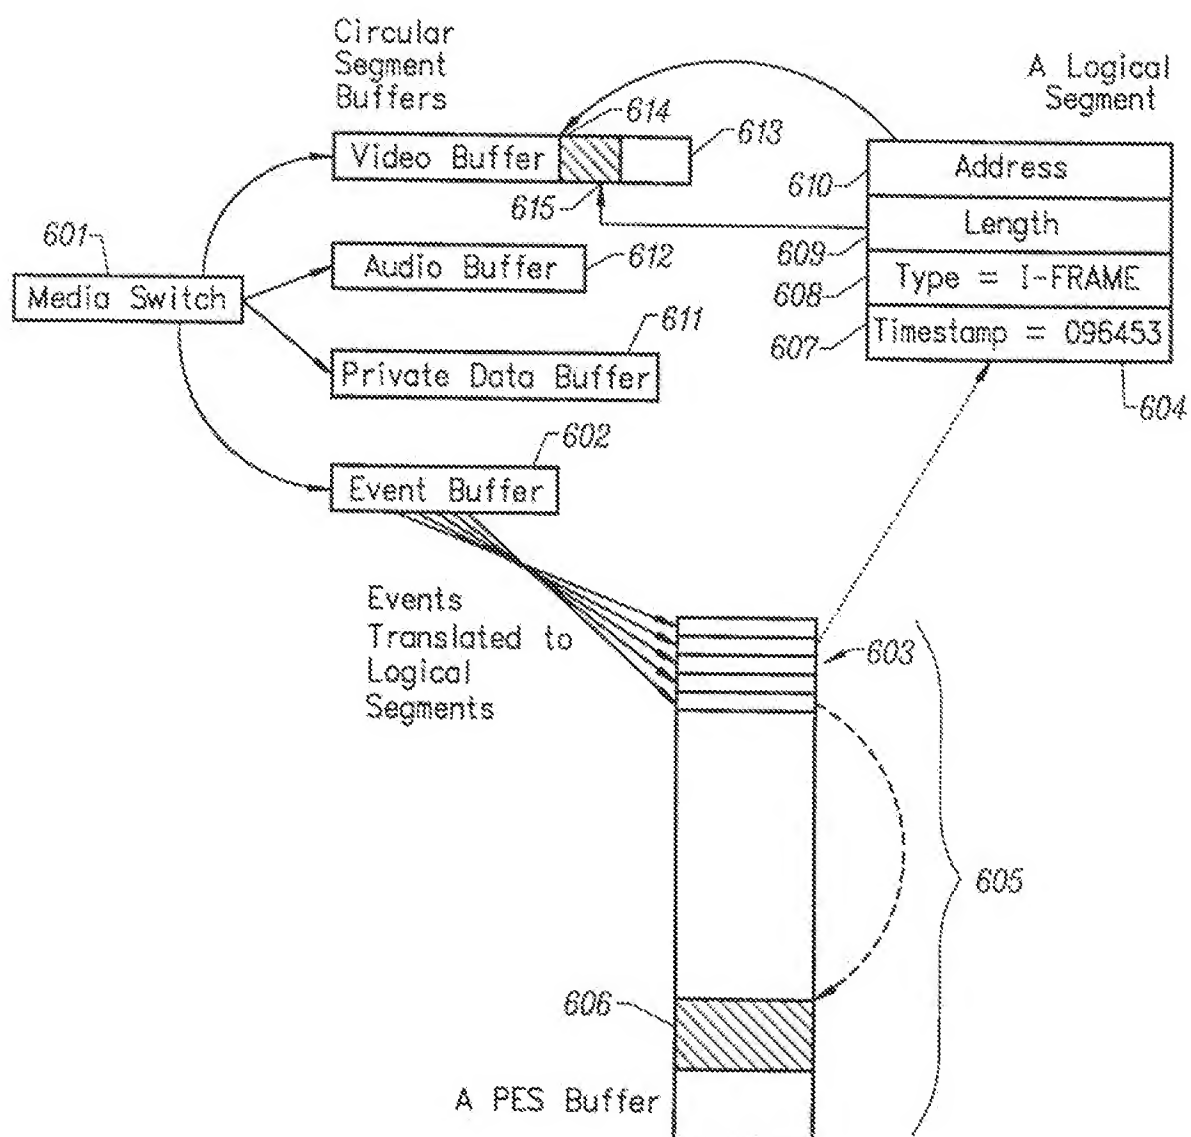 Circular
Segment
Buffers
A Logical
Segment
614
613
Video Buffer
Address
610
615
Length
601
609
Audio Buffer
612
Type = I-FRAME
608
Media Switch
611
Timestamp = 096453
607
Private Data Buffer
604
602
Event Buffer
Events
Translated to
Logical
Segments
603
605
606
A PES Buffer